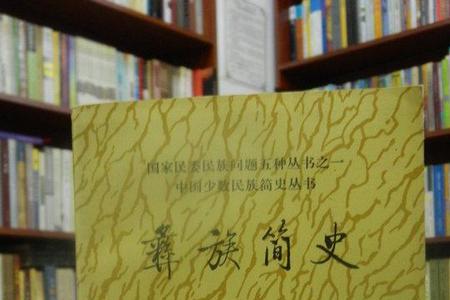 国家民委民族问题五种丛书之一
中国少数民族简史丛书
彝族简史